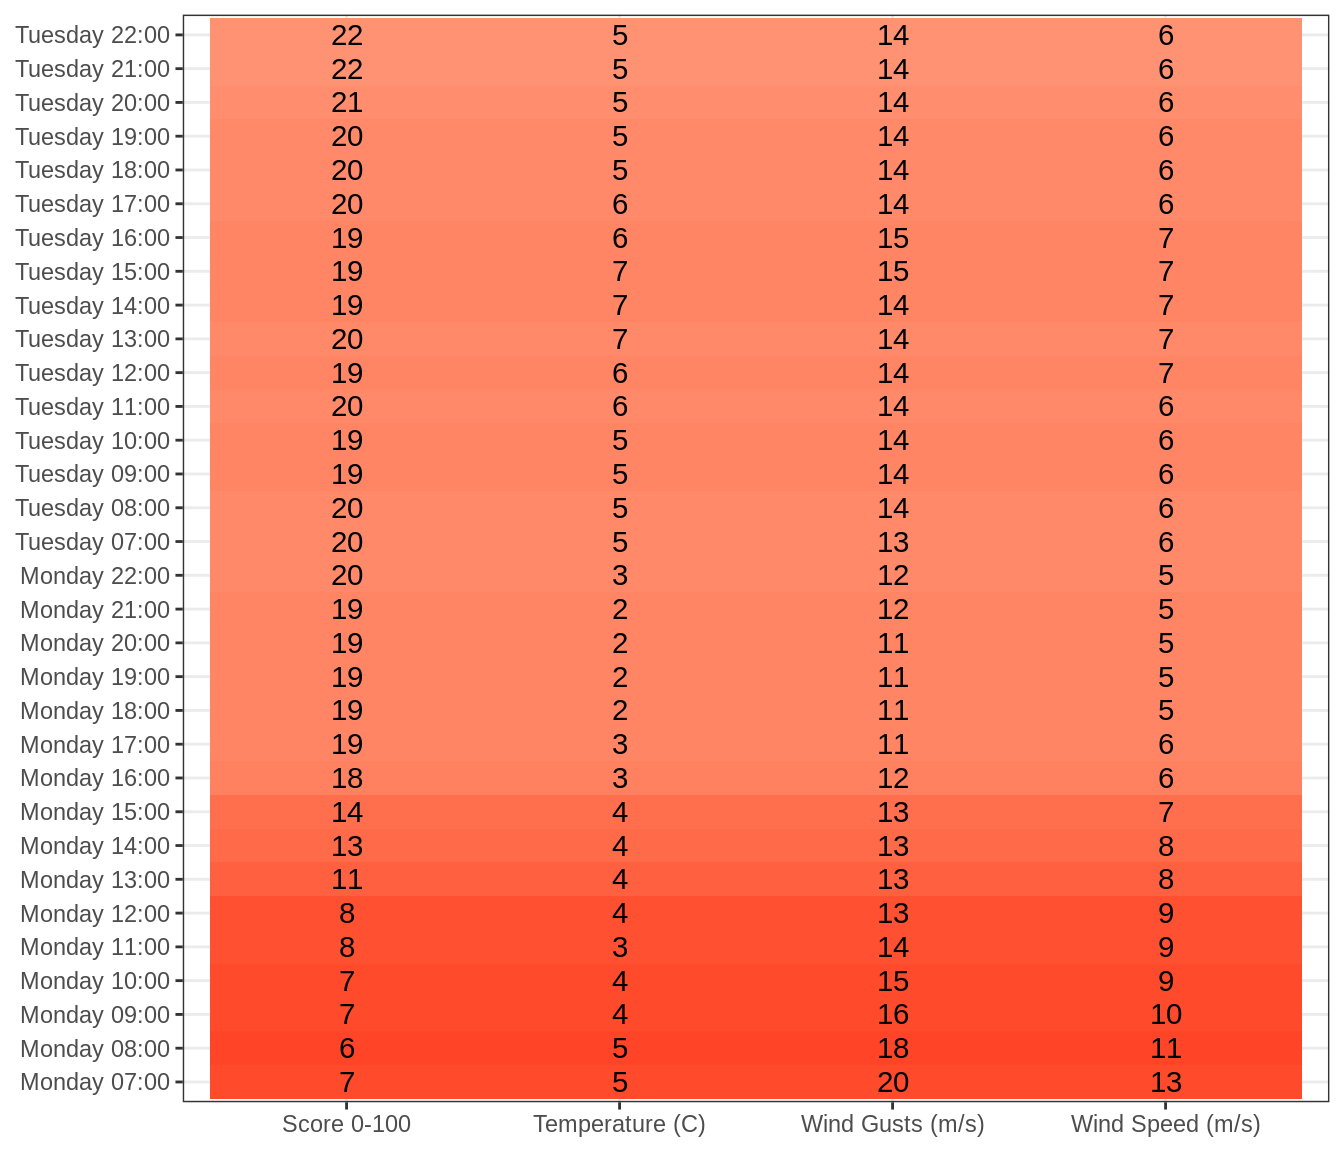 Tuesday 22:00 22 5 14 6
Tuesday 21:00 22 5 14 6
Tuesday 20:00 21 5 14 6
Tuesday 19:00 20 5 14 6
Tuesday 18:00 20 5 14 6
Tuesday 17:00 20 6 14 6
Tuesday 16:00 19 6 15 7
Tuesday 15:00 19 7 15 7
Tuesday 14:00 19 7 14 7
Tuesday 13:00 20 7 14 7
Tuesday 12:00 19 6 14 7
Tuesday 11:00 20 6 14 6
Tuesday 10:00 19 5 14 6
Tuesday 09:00 19 5 14 6
Tuesday 08:00 20 5 14 6
Tuesday 07:00 20 5 13 6
Monday 22:00 20 3 12 5
Monday 21:00 19 2 12 5
Monday 20:00 19 2 11 5
Monday 19:00 19 2 11 5
Monday 18:00 19 2 11 5
Monday 17:00 19 3 11 6
Monday 16:00 18 3 12 6
Monday 15:00 14 4 13 7
Monday 14:00 13 4 13 8
Monday 13:00 11 4 13 8
Monday 12:00 8 4 13 9
Monday 11:00 8 3 14 9
Monday 10:00 7 4 15 9
Monday 09:00 7 4 16 10
Monday 08:00 6 5 18 11
Monday 07:00 7 5 20 13
Score 0-100 Temperature (C) Wind Gusts (m/s) Wind Speed (m/s)